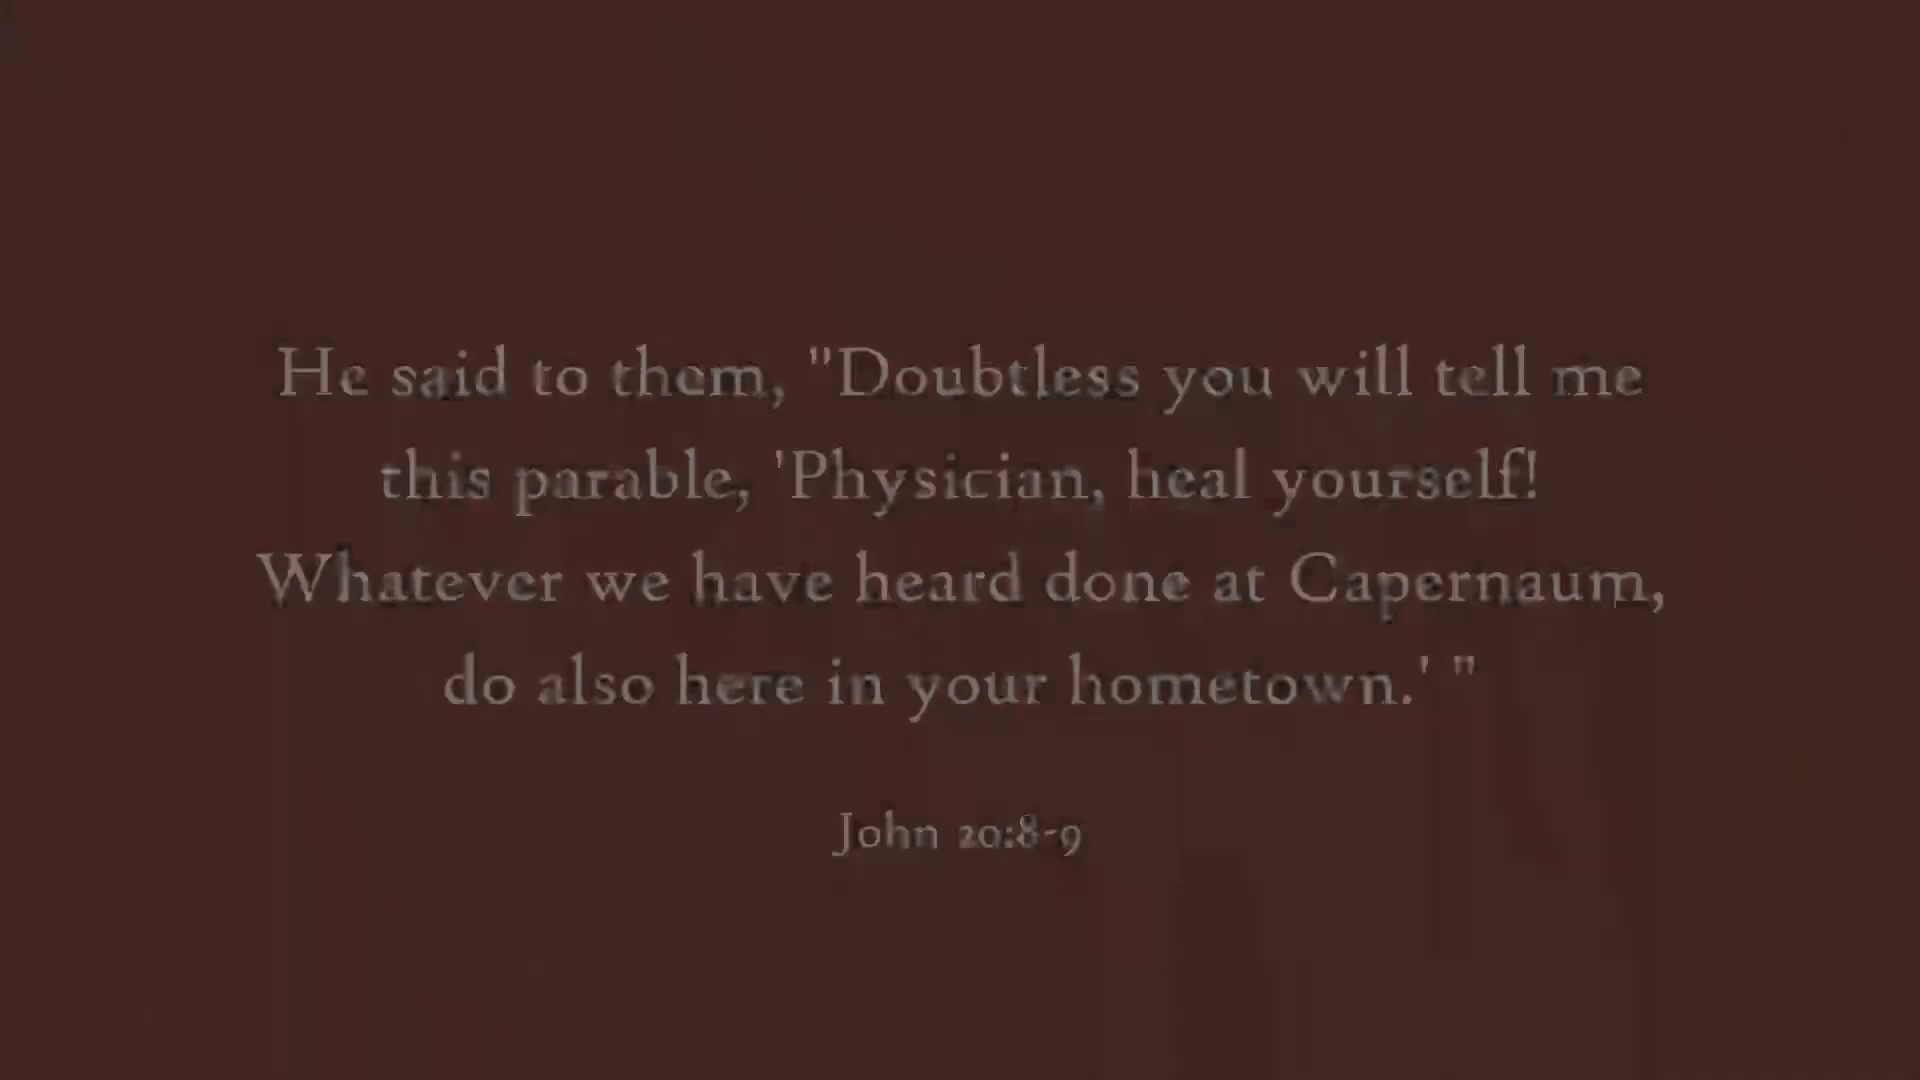 He said to them, "Doubtless you will tell me
this parable, 'Physician, heal yourself!
Whatever we have heard done at Capernaum,
do also here in your hometown.' "
John 20:8-9